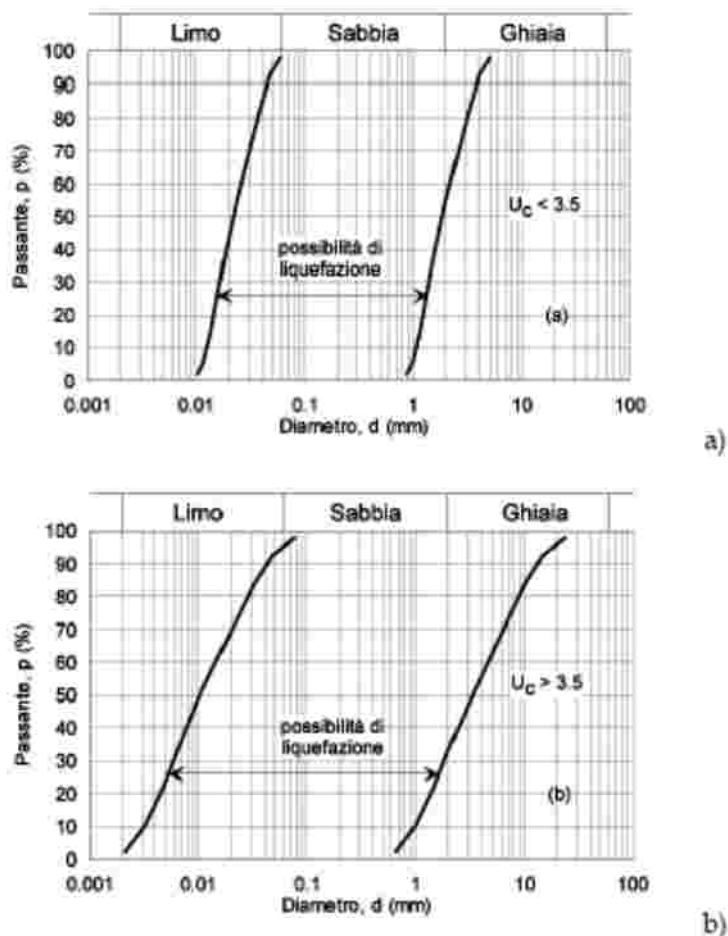 Limo Sabbia Ghiaia
100
90
80
70
60
50
40
30
20
10
0
Passante, p (%)
U_C < 3.5
possibilità di
liquefazione
(a)
0.001 0.01 0.1 1 10 100
Diametro, d (mm)
a)
Limo Sabbia Ghiaia
100
90
80
70
60
50
40
30
20
10
0
Passante, p (%)
U_C > 3.5
possibilità di
liquefazione
(b)
0.001 0.01 0.1 1 10 100
Diametro, d (mm)
b)